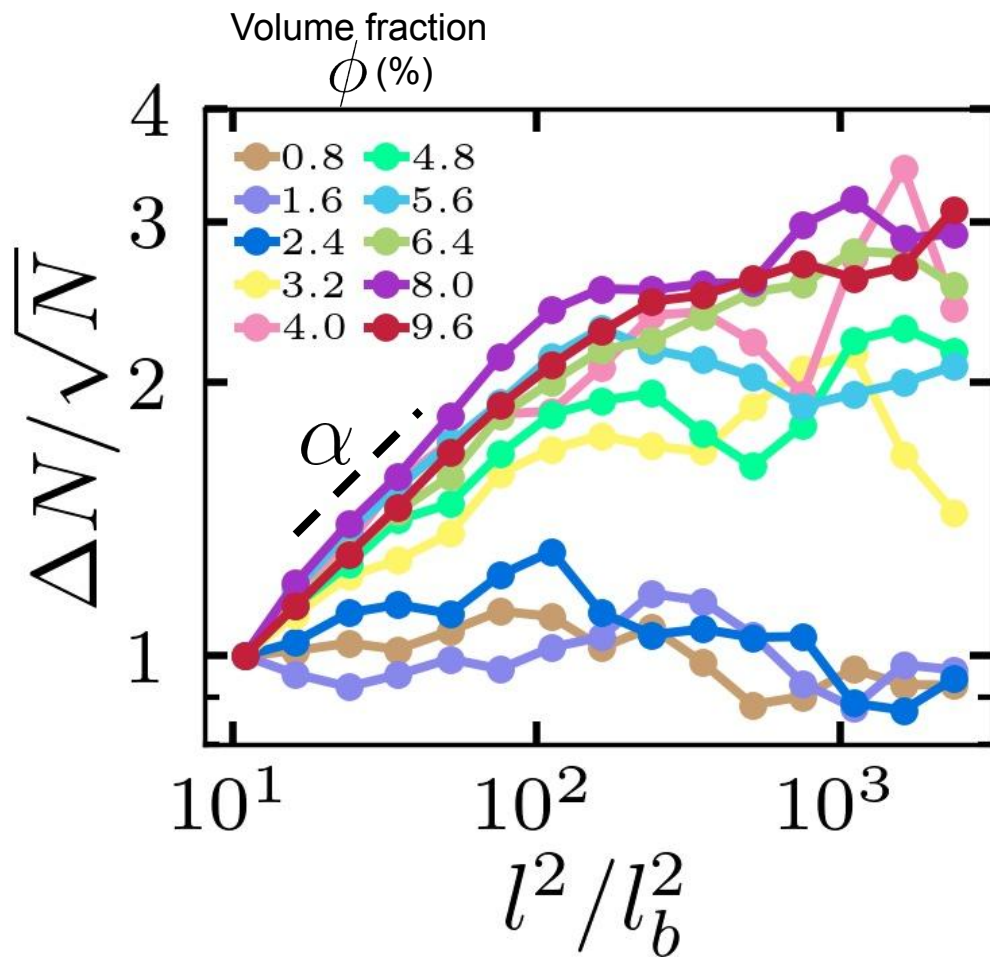 Volume fraction
ϕ (%)
4
3
2
1
ΔN/√N
0.8 4.8
1.6 5.6
2.4 6.4
3.2 8.0
4.0 9.6
α
10¹ 10² 10³
l²/l_b²